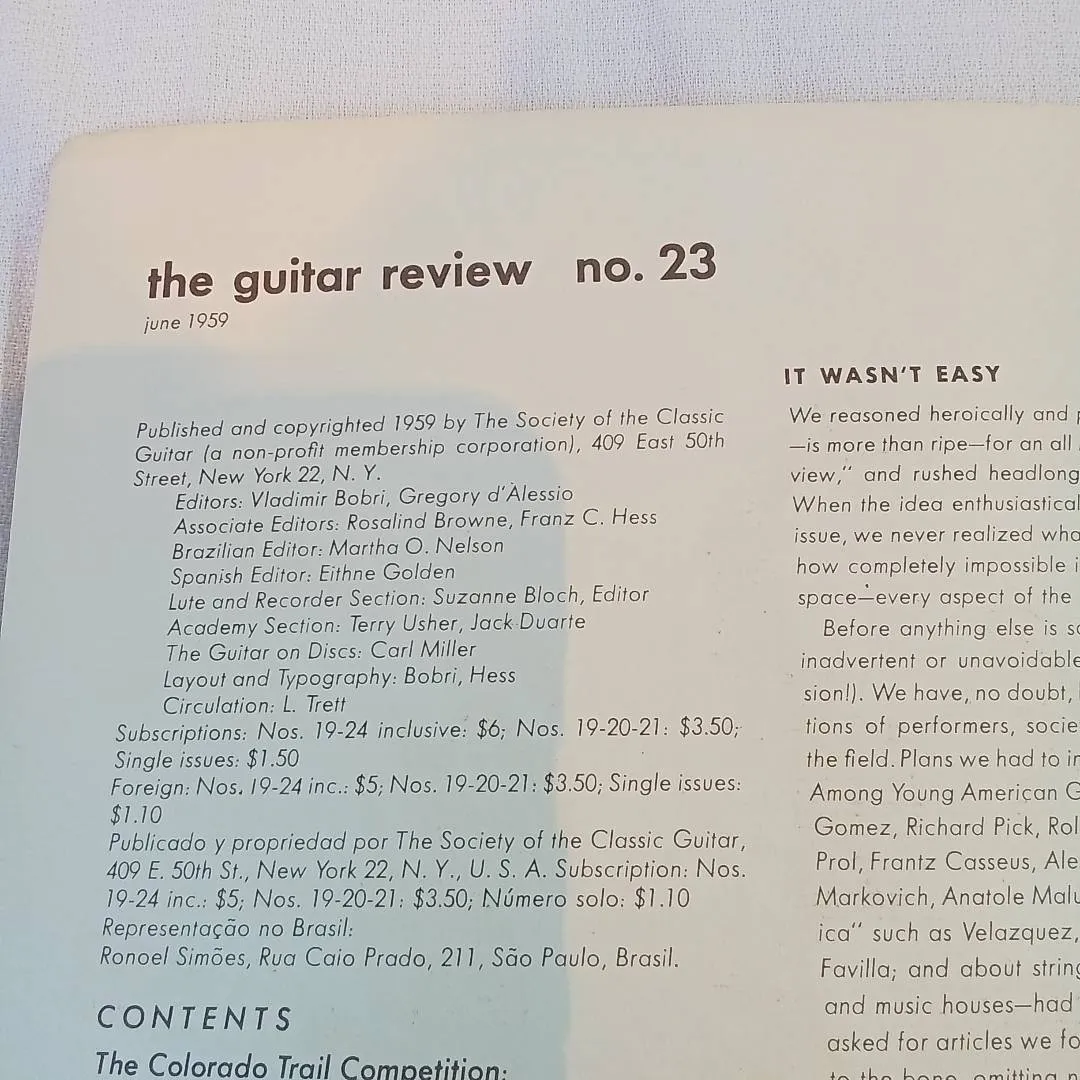 the guitar review no. 23
june 1959
Published and copyrighted 1959 by The Society of the Classic
Guitar (a non-profit membership corporation), 409 East 50th
Street, New York 22, N. Y.
Editors: Vladimir Bobri, Gregory d'Alessio
Associate Editors: Rosalind Browne, Franz C. Hess
Brazilian Editor: Martha O. Nelson
Spanish Editor: Eithne Golden
Lute and Recorder Section: Suzanne Bloch, Editor
Academy Section: Terry Usher, Jack Duarte
The Guitar on Discs: Carl Miller
Layout and Typography: Bobri, Hess
Circulation: L. Trett
Subscriptions: Nos. 19-24 inclusive: $6; Nos. 19-20-21: $3.50;
Single issues: $1.50
Foreign: Nos. 19-24 inc.: $5; Nos. 19-20-21: $3.50; Single issues:
$1.10
Publicado y propriedad por The Society of the Classic Guitar,
409 E. 50th St., New York 22, N. Y., U. S. A. Subscription: Nos.
19-24 inc.: $5; Nos. 19-20-21: $3.50; Número solo: $1.10
Representação no Brasil:
Ronoel Simões, Rua Caio Prado, 211, São Paulo, Brasil.
CONTENTS
The Colorado Trail Competition:
IT WASN'T EASY
We reasoned heroically and
—is more than ripe—for an all
view," and rushed headlong
When the idea enthusiastical
issue, we never realized
how completely impossible
space—every aspect of the
Before anything else is
inadvertent or unavoidable
sion!). We have, no doubt,
tions of performers, socie
the field. Plans we had to
Among Young American G
Gomez, Richard Pick, Rol
Prol, Frantz Casseus, Ale
Markovich, Anatole Malu
ica" such as Velazquez,
Favilla; and about string
and music houses—had
asked for articles we fo
to the bone, omitting